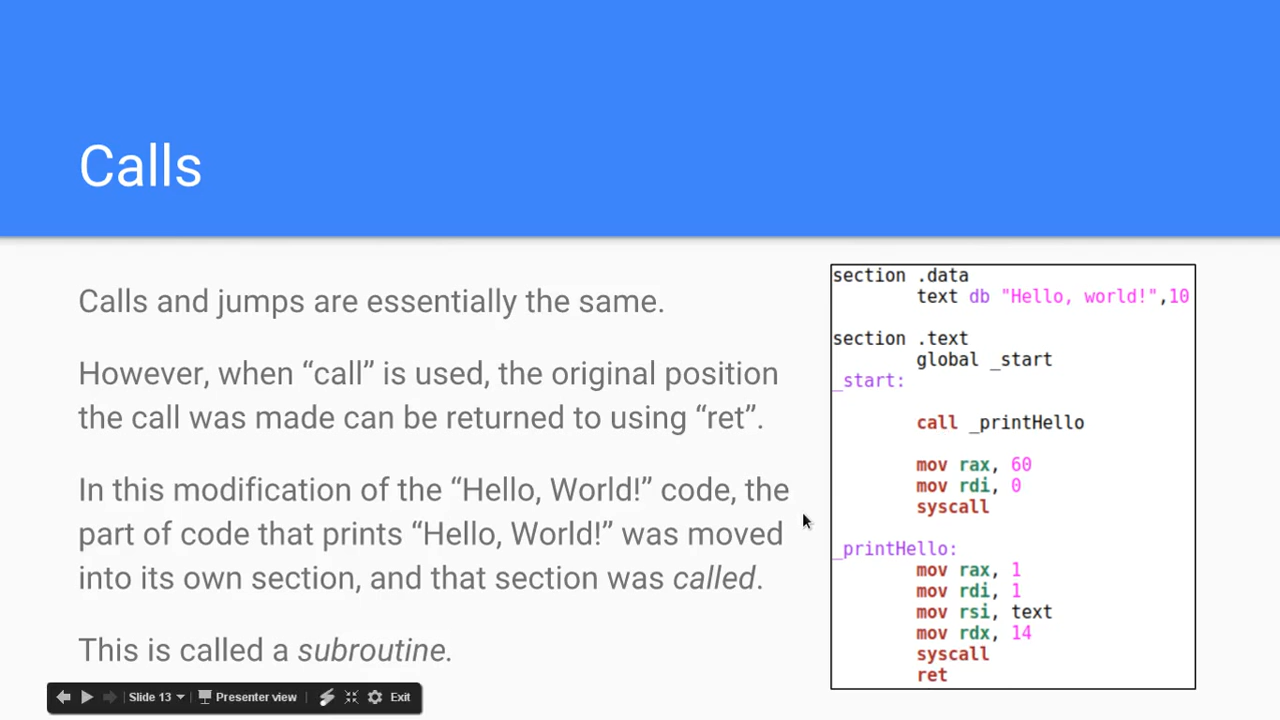 Calls
Calls and jumps are essentially the same.
However, when “call” is used, the original position
the call was made can be returned to using “ret”.
In this modification of the “Hello, World!” code, the
part of code that prints “Hello, World!” was moved
into its own section, and that section was called.
This is called a subroutine.
section .data
text db "Hello, world!",10
section .text
global _start
_start:
call _printHello
mov rax, 60
mov rdi, 0
syscall
_printHello:
mov rax, 1
mov rdi, 1
mov rsi, text
mov rdx, 14
syscall
ret
Slide 13 Presenter view Exit